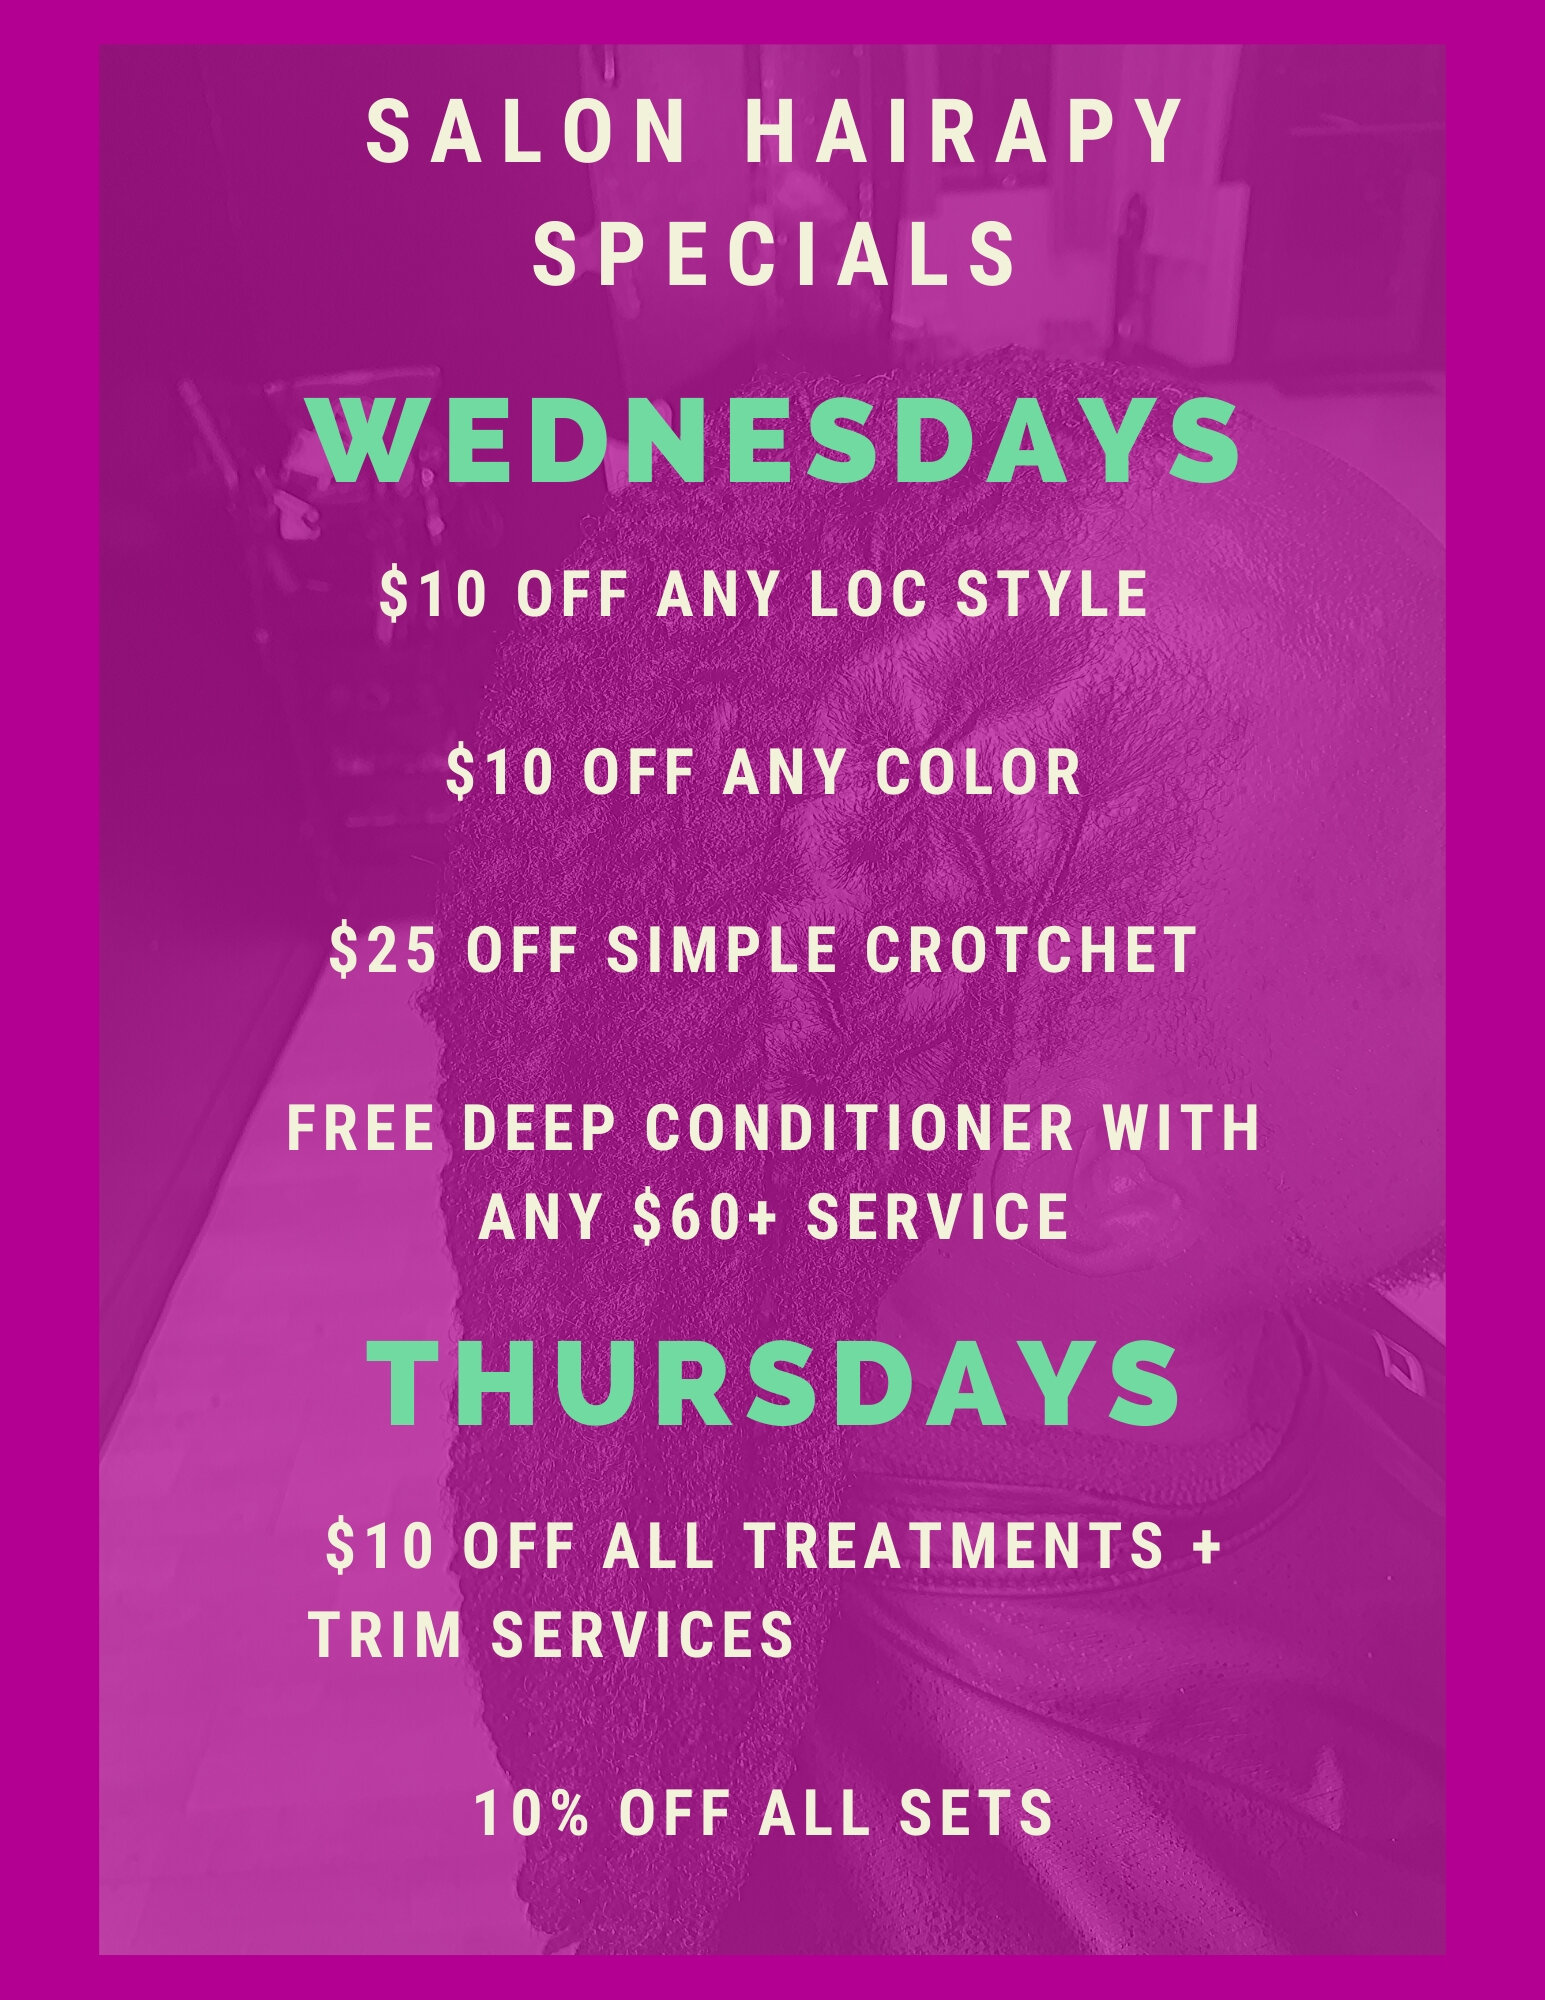 SALON HAIRAPY
SPECIALS
WEDNESDAYS
$10 OFF ANY LOC STYLE
$10 OFF ANY COLOR
$25 OFF SIMPLE CROTCHET
FREE DEEP CONDITIONER WITH
ANY $60+ SERVICE
THURSDAYS
$10 OFF ALL TREATMENTS +
TRIM SERVICES
10% OFF ALL SETS